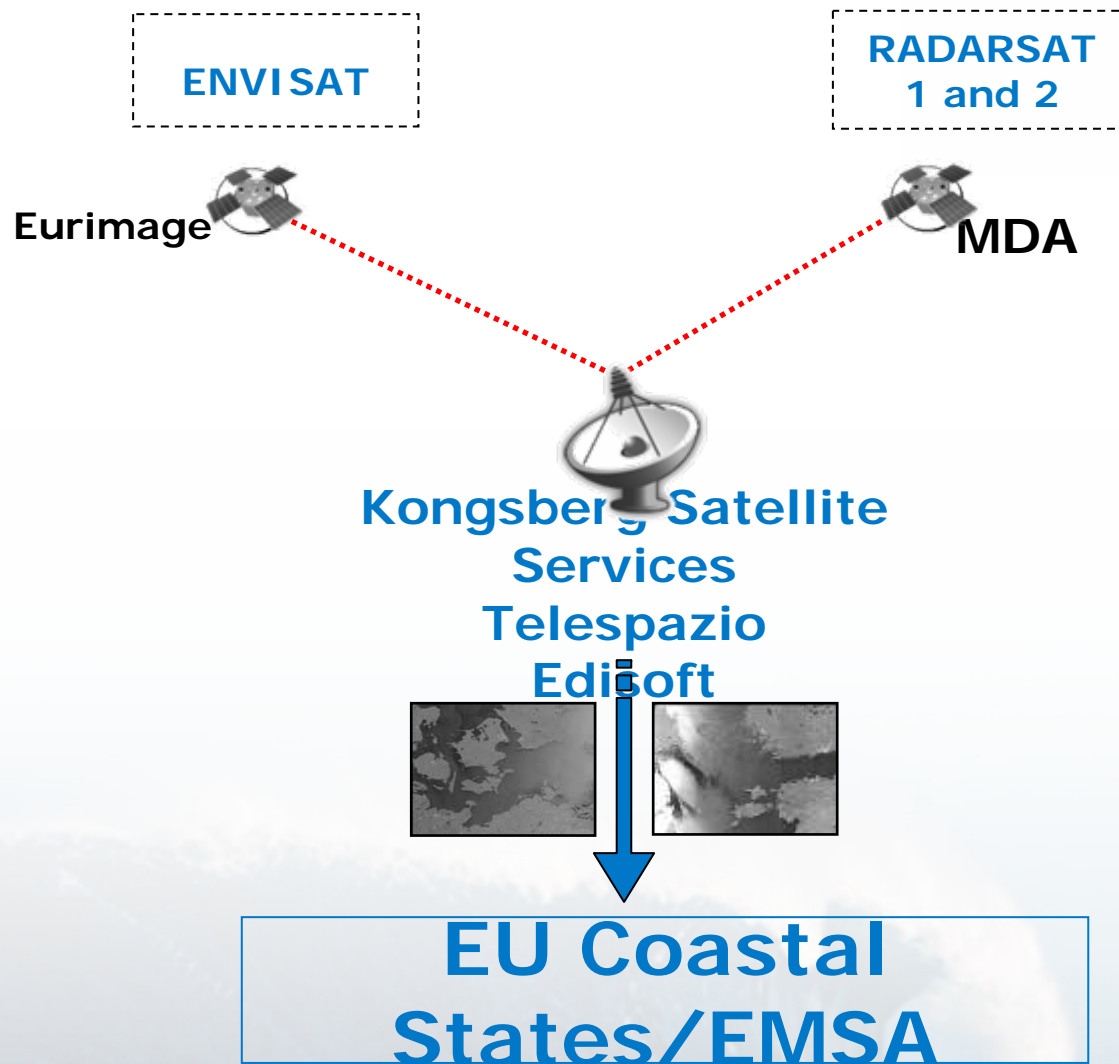 ENVISAT
RADARSAT
1 and 2
Eurimage
MDA
Kongsberg Satellite
Services
Telespazio
Edisoft
EU Coastal
States/EMSA